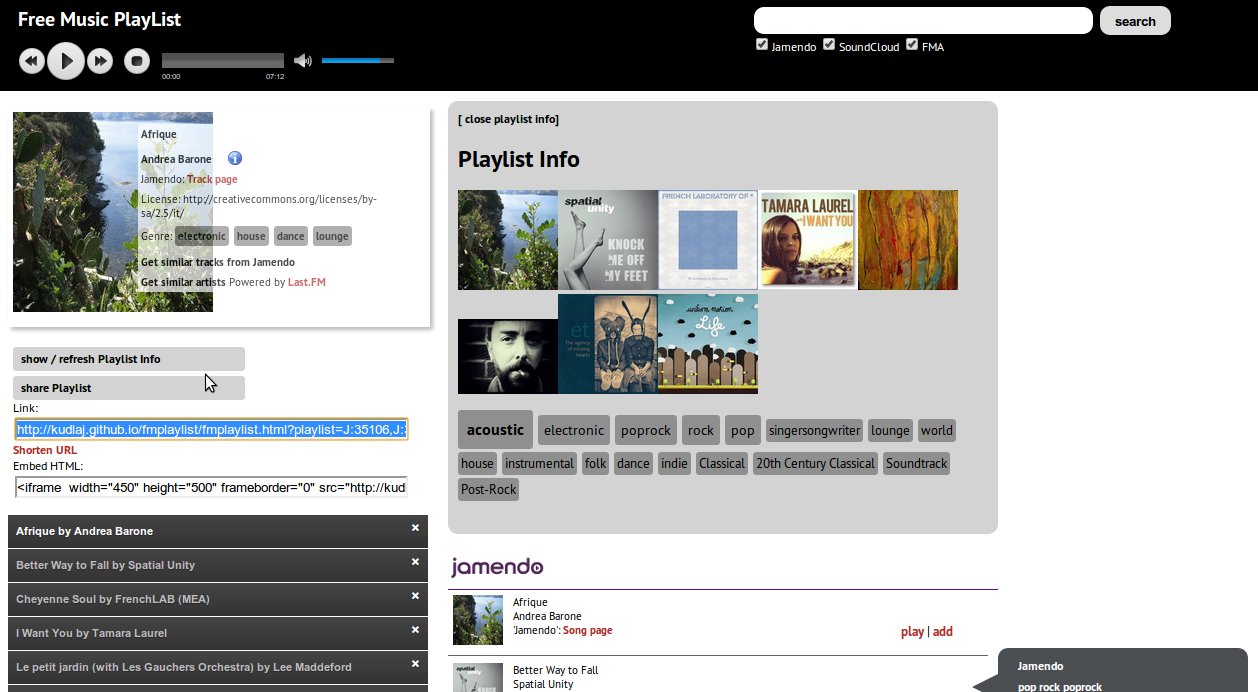 Free Music PlayList
search
Jamendo SoundCloud FMA
00:00 07:12
Afrique
Andrea Barone
Jamendo: Track page
License: http://creativecommons.org/licenses/by-
sa/2.5/it/
Genre: electronic house dance lounge
Get similar tracks from Jamendo
Get similar artists Powered by Last.FM
show / refresh Playlist Info
share Playlist
Link:
http://kudlaj.github.io/fmplaylist/fmplaylist.html?playlist=J:35106,J:
Shorten URL
Embed HTML:
<iframe width="450" height="500" frameborder="0" src="http://kud
Afrique by Andrea Barone
Better Way to Fall by Spatial Unity
Cheyenne Soul by FrenchLAB (MEA)
I Want You by Tamara Laurel
Le petit jardin (with Les Gauchers Orchestra) by Lee Maddeford
[ close playlist info]
Playlist Info
spatial
unity
KNOCK
ME OFF
MY FEET
FRENCH LABORATORY OF
TAMARA LAUREL
I WANT YOU
et
The agency
of missing
hearts
uniform motion
Life
acoustic electronic poprock rock pop singersongwriter lounge world
house instrumental folk dance indie Classical 20th Century Classical Soundtrack
Post-Rock
jamendo
Afrique
Andrea Barone
'Jamendo': Song page
play | add
Better Way to Fall
Spatial Unity
spatial
unity
KNOCK
Jamendo
pop rock poprock